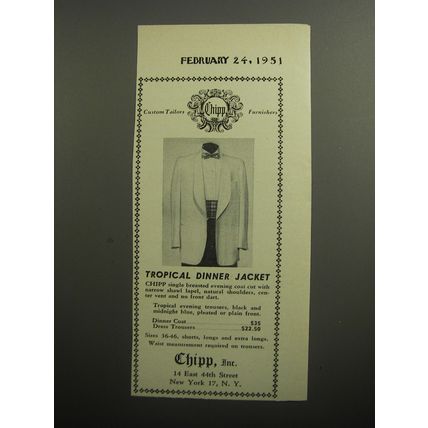 FEBRUARY 24, 1951
Custom Tailors Chipp Furnishers
TROPICAL DINNER JACKET
CHIPP single breasted evening coat cut with
narrow shawl lapel, natural shoulders, cen-
ter vent and no front dart.
Tropical evening trousers, black and
midnight blue, pleated or plain front.
Dinner Coat $35
Dress Trousers $22.50
Sizes 36-46, shorts, longs and extra longs.
Waist measurement required on trousers.
Chipp, Inc.
14 East 44th Street
New York 17, N. Y.